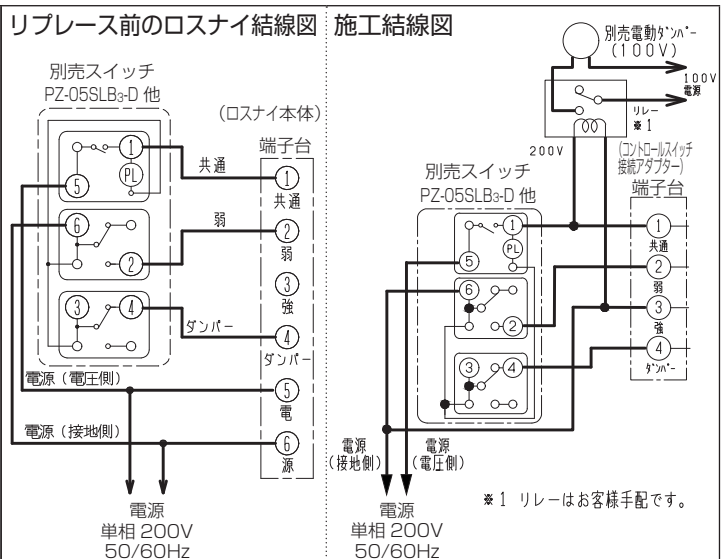 リプレース前のロスナイ結線図
別売スイッチ
PZ-05SLB3-D 他
(ロスナイ本体)
端子台
1
PL
5
共通
1
共通
6
2
弱
2
弱
3
強
3
4
ダンパー
4
ダンパー
電源(電圧側)
5
電
電源(接地側)
6
源
電源
単相 200V
50/60Hz
施工結線図
別売電動ダンパー
(100V)
100V
電源
リレー
※1
200V
(コントロールスイッチ
接続アダプター)
端子台
別売スイッチ
PZ-05SLB3-D 他
1
PL
5
1
共通
6
2
2
弱
3
強
3
4
4
ダンパー
電源
(接地側)
電源
(電圧側)
電源
単相 200V
50/60Hz
※1 リレーはお客様手配です。